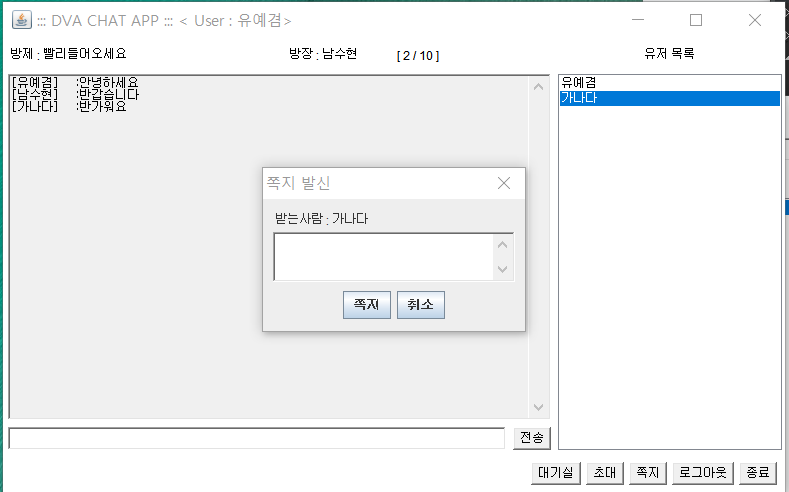 ::: DVA CHAT APP ::: < User : 유예겸>
방제 : 빨리들어오세요 방장 : 남수현 [ 2 / 10 ] 유저 목록
[유예겸] :안녕하세요
[남수현] :반갑습니다
[가나다] :반가워요
유예겸
가나다
쪽지 발신
받는사람 : 가나다
쪽지 취소
전송
대기실 초대 쪽지 로그아웃 종료